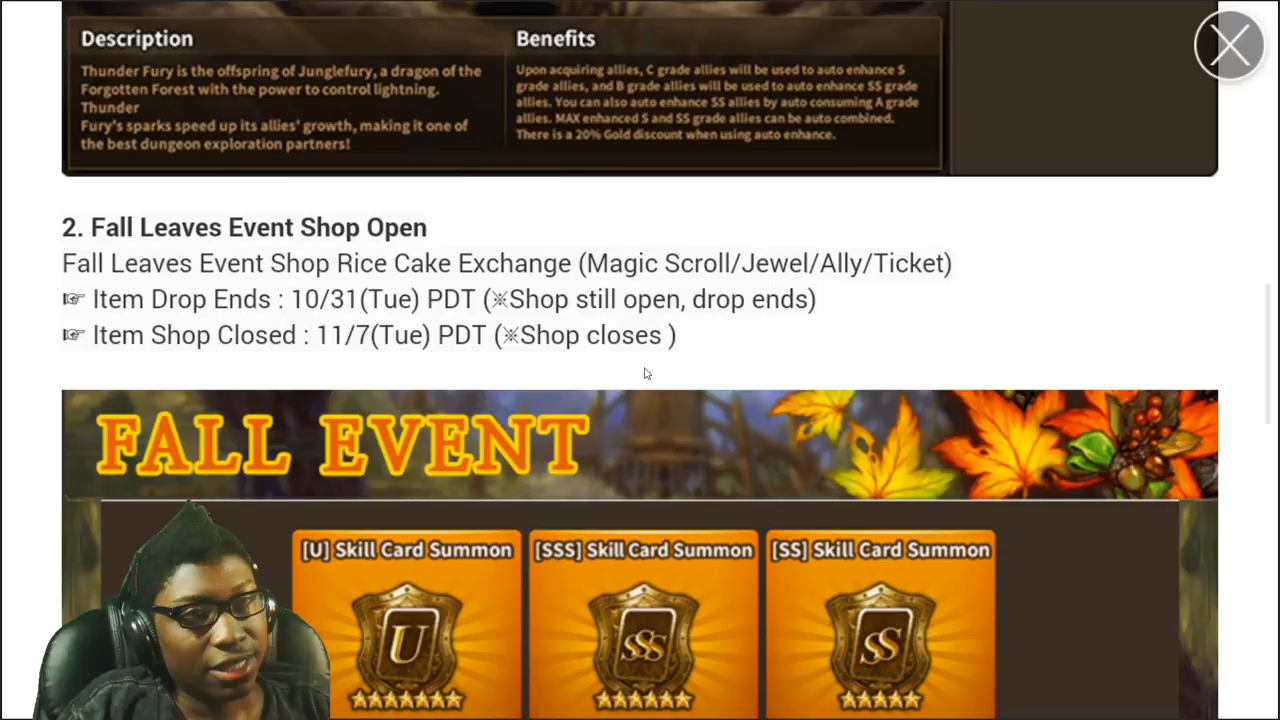 Description
Thunder Fury is the offspring of Junglefury, a dragon of the
Forgotten Forest with the power to control lightning.
Thunder
Fury's sparks speed up its allies' growth, making it one of
the best dungeon exploration partners!
Benefits
Upon acquiring allies, C grade allies will be used to auto enhance S
grade allies, and B grade allies will be used to auto enhance SS grade
allies. You can also auto enhance SS allies by auto consuming A grade
allies. MAX enhanced S and SS grade allies can be auto combined.
There is a 20% Gold discount when using auto enhance.
2. Fall Leaves Event Shop Open
Fall Leaves Event Shop Rice Cake Exchange (Magic Scroll/Jewel/Ally/Ticket)
☞ Item Drop Ends : 10/31(Tue) PDT (※Shop still open, drop ends)
☞ Item Shop Closed : 11/7(Tue) PDT (※Shop closes )
FALL EVENT
[U] Skill Card Summon
[SSS] Skill Card Summon
[SS] Skill Card Summon
U
SSS
SS